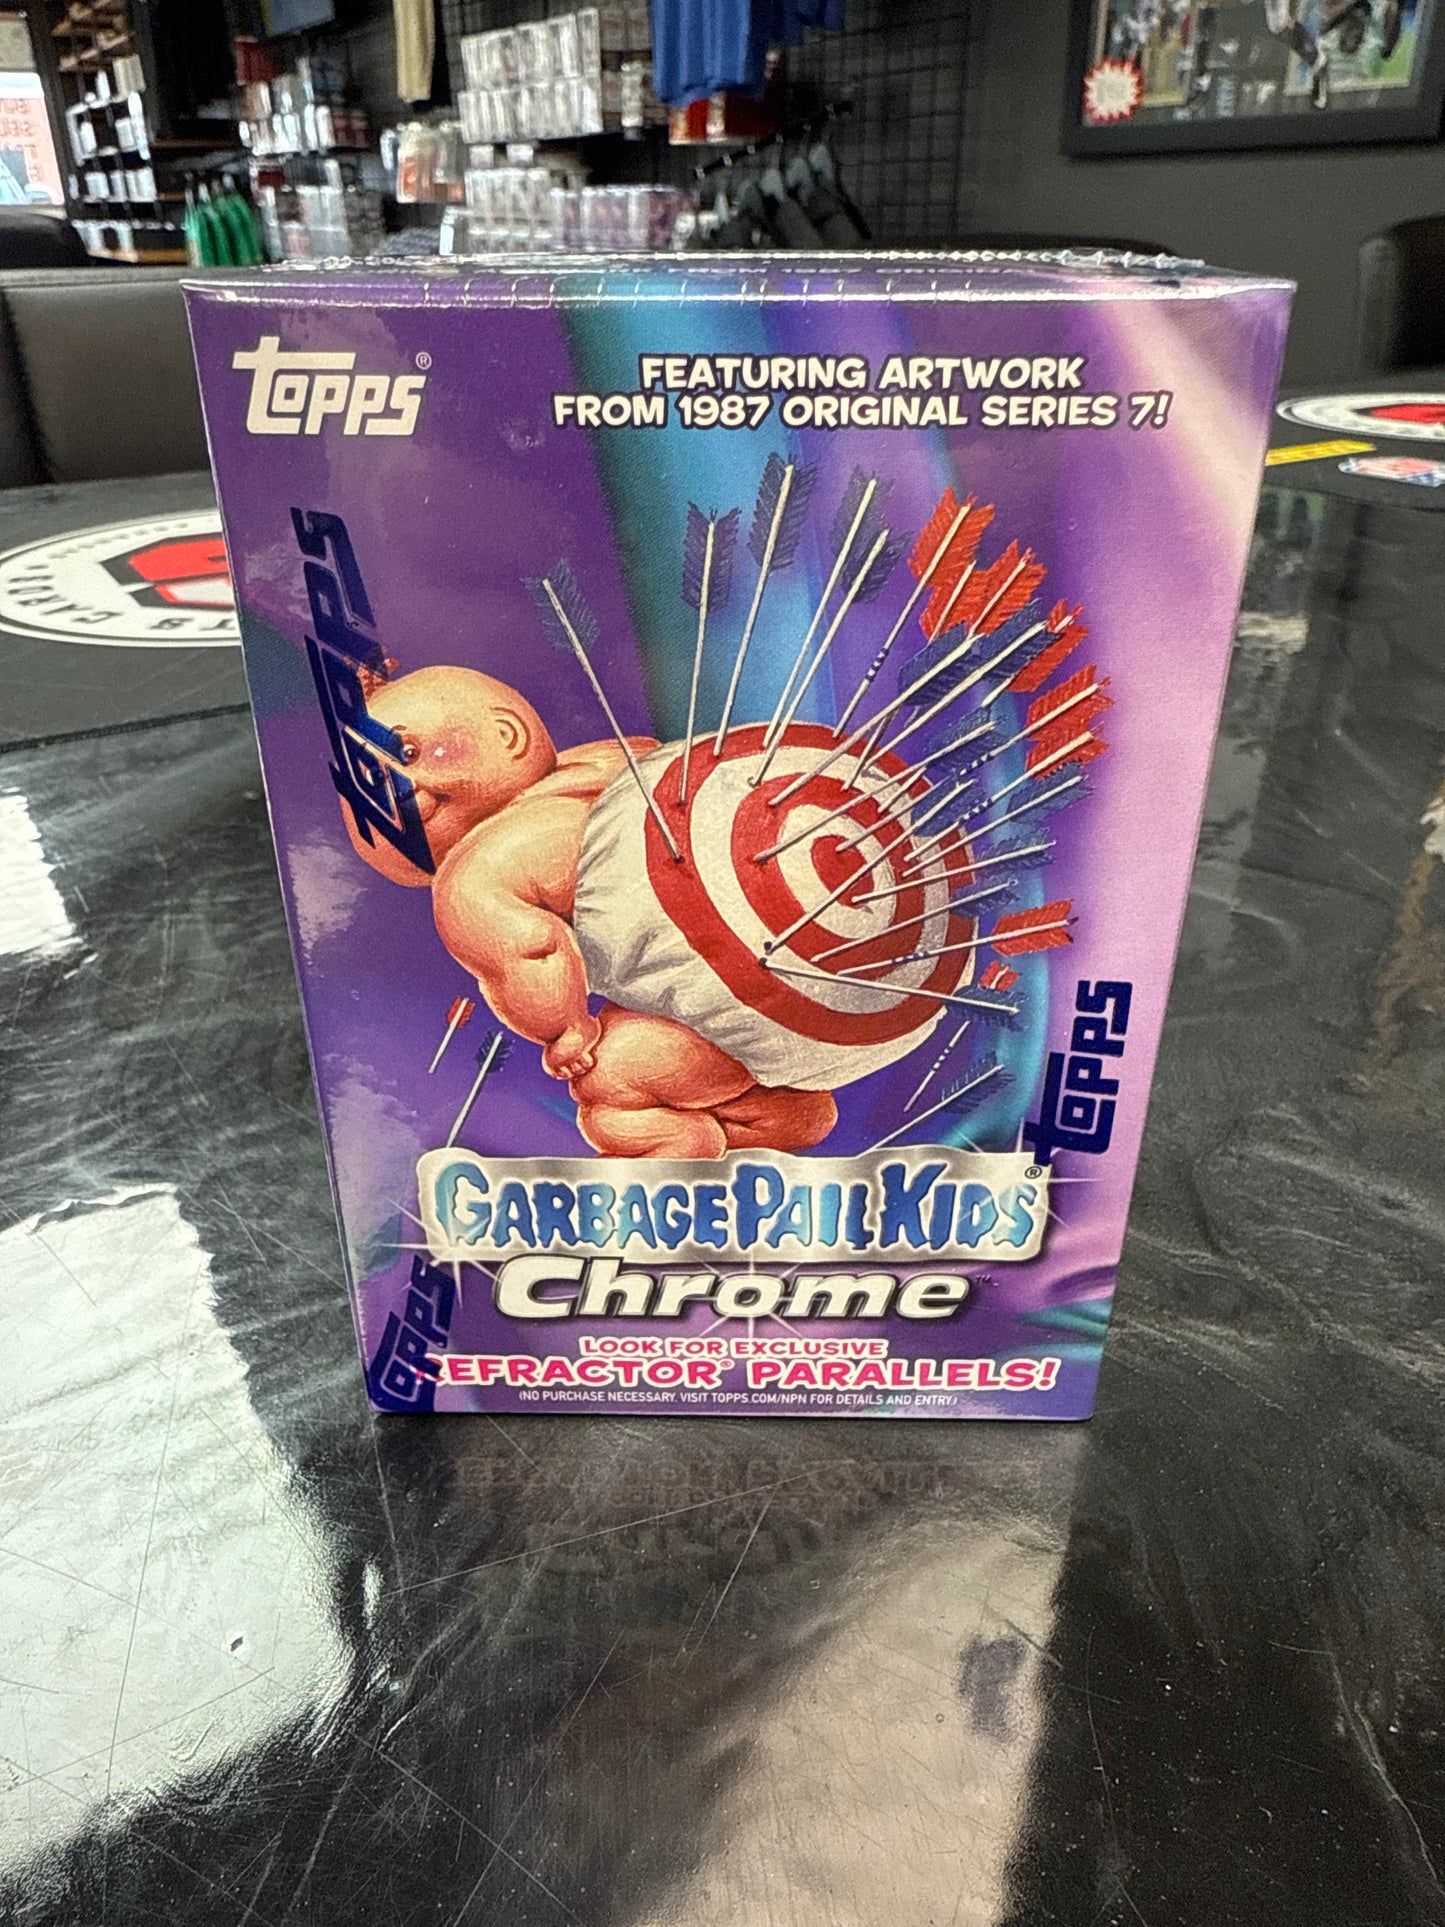 TOPPS®
FEATURING ARTWORK
FROM 1987 ORIGINAL SERIES 7!
TOPPS
TOPPS
GARBAGE PAIL KIDS®
Chrome™
TOPPS
LOOK FOR EXCLUSIVE
REFRACTOR® PARALLELS!
(NO PURCHASE NECESSARY. VISIT TOPPS.COM/NPN FOR DETAILS AND ENTRY)